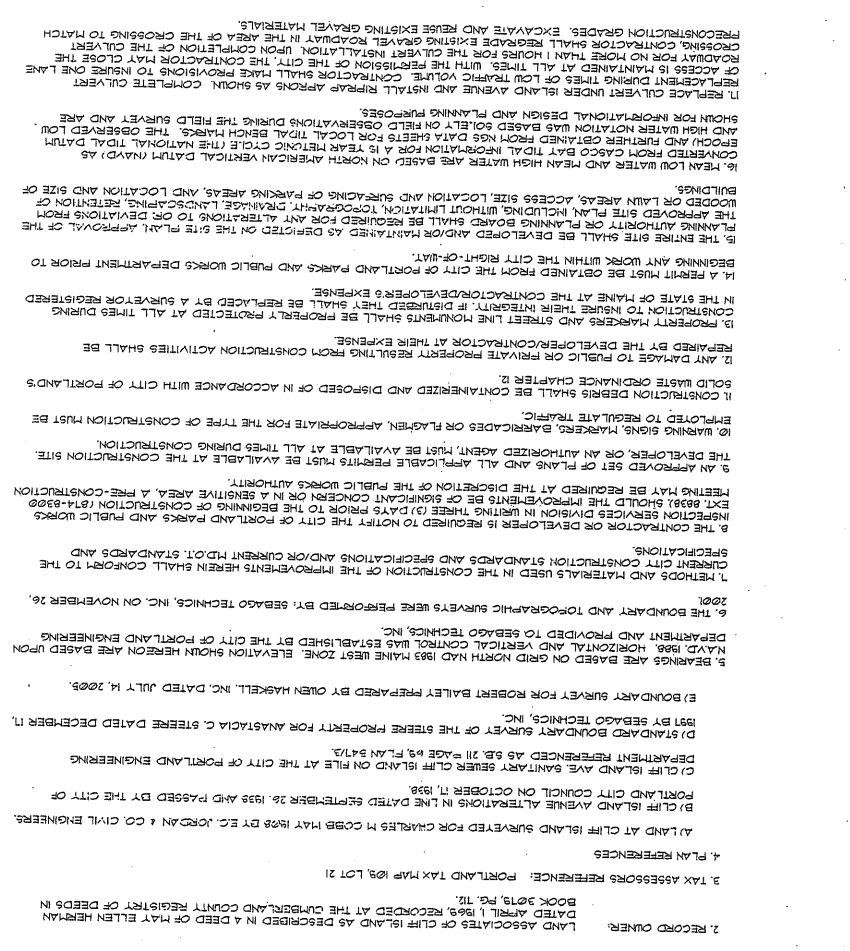 2. RECORD OWNER: LAND ASSOCIATES OF CLIFF ISLAND AS DESCRIBED IN A DEED OF MAY ELLEN HERMAN
DATED APRIL 1, 1969, RECORDED AT THE CUMBERLAND COUNTY REGISTRY OF DEEDS IN
BOOK 3079, PG. 112.
3. TAX ASSESSORS REFERENCE: PORTLAND TAX MAP 109, LOT 21
4. PLAN REFERENCES
A) LAND AT CLIFF ISLAND SURVEYED FOR CHARLES M COBB MAY 1908 BY E.C. JORDAN & CO. CIVIL ENGINEERS.
B) CLIFF ISLAND AVENUE ALTERATIONS IN LINE DATED SEPTEMBER 26. 1938 AND PASSED BY THE CITY OF
PORTLAND CITY COUNCIL ON OCTOBER 17, 1938.
C) CLIFF ISLAND AVE. SANITARY SEWER CLIFF ISLAND ON FILE AT THE CITY OF PORTLAND ENGINEERING
DEPARTMENT REFERENCED AS S.B. 211 PAGE 69, PLAN 547/3.
D) STANDARD BOUNDARY SURVEY OF THE STEERE PROPERTY FOR ANASTACIA C. STEERE DATED DECEMBER 17,
1997 BY SEBAGO TECHNICS, INC.
E) BOUNDARY SURVEY FOR ROBERT BAILEY PREPARED BY OWEN HASKELL. INC, DATED JULY 14, 2005.
5. BEARINGS ARE BASED ON GRID NORTH NAD 1983 MAINE WEST ZONE. ELEVATION SHOWN HEREON ARE BASED UPON
N.A.V.D. 1988. HORIZONTAL AND VERTICAL CONTROL WAS ESTABLISHED BY THE CITY OF PORTLAND ENGINEERING
DEPARTMENT AND PROVIDED TO SEBAGO TECHNICS, INC.
6. THE BOUNDARY AND TOPOGRAPHIC SURVEYS WERE PERFORMED BY: SEBAGO TECHNICS, INC. ON NOVEMBER 26,
2001.
7. METHODS AND MATERIALS USED IN THE CONSTRUCTION OF THE IMPROVEMENTS HEREIN SHALL CONFORM TO THE
CURRENT CITY CONSTRUCTION STANDARDS AND SPECIFICATIONS AND/OR CURRENT M.D.O.T. STANDARDS AND
SPECIFICATIONS.
8. THE CONTRACTOR OR DEVELOPER IS REQUIRED TO NOTIFY THE CITY OF PORTLAND PARKS AND PUBLIC WORKS
INSPECTION SERVICES DIVISION IN WRITING THREE (3) DAYS PRIOR TO THE BEGINNING OF CONSTRUCTION (874-8300
EXT. 8838.) SHOULD THE IMPROVEMENTS BE OF SIGNIFICANT CONCERN OR IN A SENSITIVE AREA, A PRE-CONSTRUCTION
MEETING MAY BE REQUIRED AT THE DISCRETION OF THE PUBLIC WORKS AUTHORITY.
9. AN APPROVED SET OF PLANS AND ALL APPLICABLE PERMITS MUST BE AVAILABLE AT THE CONSTRUCTION SITE.
THE DEVELOPER, OR AN AUTHORIZED AGENT, MUST BE AVAILABLE AT ALL TIMES DURING CONSTRUCTION.
10. WARNING SIGNS, MARKERS, BARRICADES OR FLAGMEN, APPROPRIATE FOR THE TYPE OF CONSTRUCTION MUST BE
EMPLOYED TO REGULATE TRAFFIC.
11. CONSTRUCTION DEBRIS SHALL BE CONTAINERIZED AND DISPOSED OF IN ACCORDANCE WITH CITY OF PORTLAND'S
SOLID WASTE ORDINANCE CHAPTER 12.
12. ANY DAMAGE TO PUBLIC OR PRIVATE PROPERTY RESULTING FROM CONSTRUCTION ACTIVITIES SHALL BE
REPAIRED BY THE DEVELOPER/CONTRACTOR AT THEIR EXPENSE.
13. PROPERTY MARKERS AND STREET LINE MONUMENTS SHALL BE PROPERLY PROTECTED AT ALL TIMES DURING
CONSTRUCTION TO INSURE THEIR INTEGRITY. IF DISTURBED THEY SHALL BE REPLACED BY A SURVEYOR REGISTERED
IN THE STATE OF MAINE AT THE CONTRACTOR/DEVELOPER'S EXPENSE.
14. A PERMIT MUST BE OBTAINED FROM THE CITY OF PORTLAND PARKS AND PUBLIC WORKS DEPARTMENT PRIOR TO
BEGINNING ANY WORK WITHIN THE CITY RIGHT-OF-WAY.
15. THE ENTIRE SITE SHALL BE DEVELOPED AND/OR MAINTAINED AS DEPICTED ON THE SITE PLAN. APPROVAL OF THE
PLANNING AUTHORITY OR PLANNING BOARD SHALL BE REQUIRED FOR ANY ALTERATIONS TO OR DEVIATIONS FROM
THE APPROVED SITE PLAN, INCLUDING, WITHOUT LIMITATION, TOPOGRAPHY, DRAINAGE, LANDSCAPING, RETENTION OF
WOODED OR LAWN AREAS, ACCESS SIZE, LOCATION AND SURFACING OF PARKING AREAS, AND LOCATION AND SIZE OF
BUILDINGS.
16. MEAN LOW WATER AND MEAN HIGH WATER ARE BASED ON NORTH AMERICAN VERTICAL DATUM (NAVD) AS
CONVERTED FROM CASCO BAY TIDAL INFORMATION FOR A 19 YEAR METONIC CYCLE (THE NATIONAL TIDAL DATUM
EPOCH) AND FURTHER OBTAINED FROM NGS DATA SHEETS FOR LOCAL TIDAL BENCH MARKS. THE OBSERVED LOW
AND HIGH WATER NOTATION WAS BASED SOLELY ON FIELD OBSERVATIONS DURING THE FIELD SURVEY AND ARE
SHOWN FOR INFORMATIONAL DESIGN AND PLANNING PURPOSES.
17. REPLACE CULVERT UNDER ISLAND AVENUE AND INSTALL RIPRAP APRONS AS SHOWN. COMPLETE CULVERT
REPLACEMENT DURING TIMES OF LOW TRAFFIC VOLUME. CONTRACTOR SHALL MAKE PROVISIONS TO INSURE ONE LANE
OF ACCESS IS MAINTAINED AT ALL TIMES. WITH THE PERMISSION OF THE CITY, THE CONTRACTOR MAY CLOSE THE
ROADWAY FOR NO MORE THAN 1 HOURS FOR THE CULVERT INSTALLATION. UPON COMPLETION OF THE CULVERT
CROSSING, CONTRACTOR SHALL REGRADE EXISTING GRAVEL ROADWAY IN THE AREA OF THE CROSSING TO MATCH
PRECONSTRUCTION GRADES. EXCAVATE AND REUSE EXISTING GRAVEL MATERIALS.